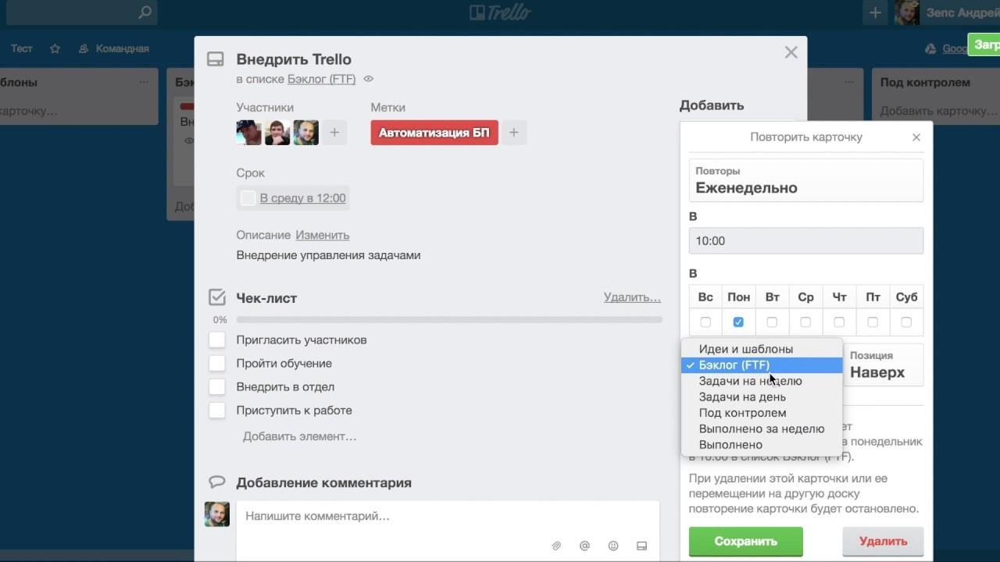 Trello
Зепс Андрей
Тест
Командная
Goog
Загр
блоны
карточку…
Бэк
Вн
Доб
Под контролем
Добавить карточку…
Внедрить Trello
в списке Бэклог (FTF)
Участники
Метки
Автоматизация БП
Срок
В среду в 12:00
Описание Изменить
Внедрение управления задачами
Чек-лист
Удалить…
0%
Пригласить участников
Пройти обучение
Внедрить в отдел
Приступить к работе
Добавить элемент…
Добавление комментария
Напишите комментарий…
Добавить
Повторить карточку
Повторы
Еженедельно
В
10:00
В
Вс Пон Вт Ср Чт Пт Суб
Идеи и шаблоны
Бэклог (FTF)
Задачи на неделю
Задачи на день
Под контролем
Выполнено за неделю
Выполнено
Позиция
Наверх
ет
в понедельник
в 10:00 в список Бэклог (FTF).
При удалении этой карточки или ее
перемещении на другую доску
повторение карточки будет остановлено.
Сохранить
Удалить